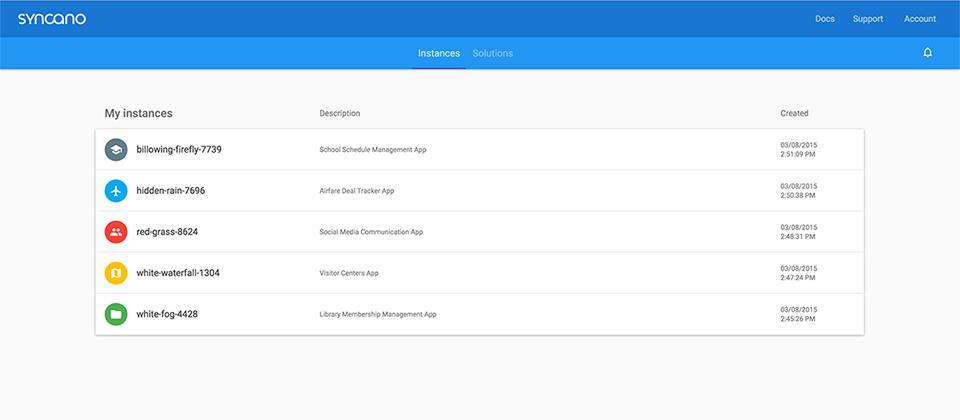 syncano
Docs Support Account
Instances Solutions
My instances Description Created
billowing-firefly-7739 School Schedule Management App 03/08/2015
2:51:09 PM
hidden-rain-7696 Airfare Deal Tracker App 03/08/2015
2:50:38 PM
red-grass-8624 Social Media Communication App 03/08/2015
2:48:31 PM
white-waterfall-1304 Visitor Centers App 03/08/2015
2:47:24 PM
white-fog-4428 Library Membership Management App 03/08/2015
2:45:26 PM